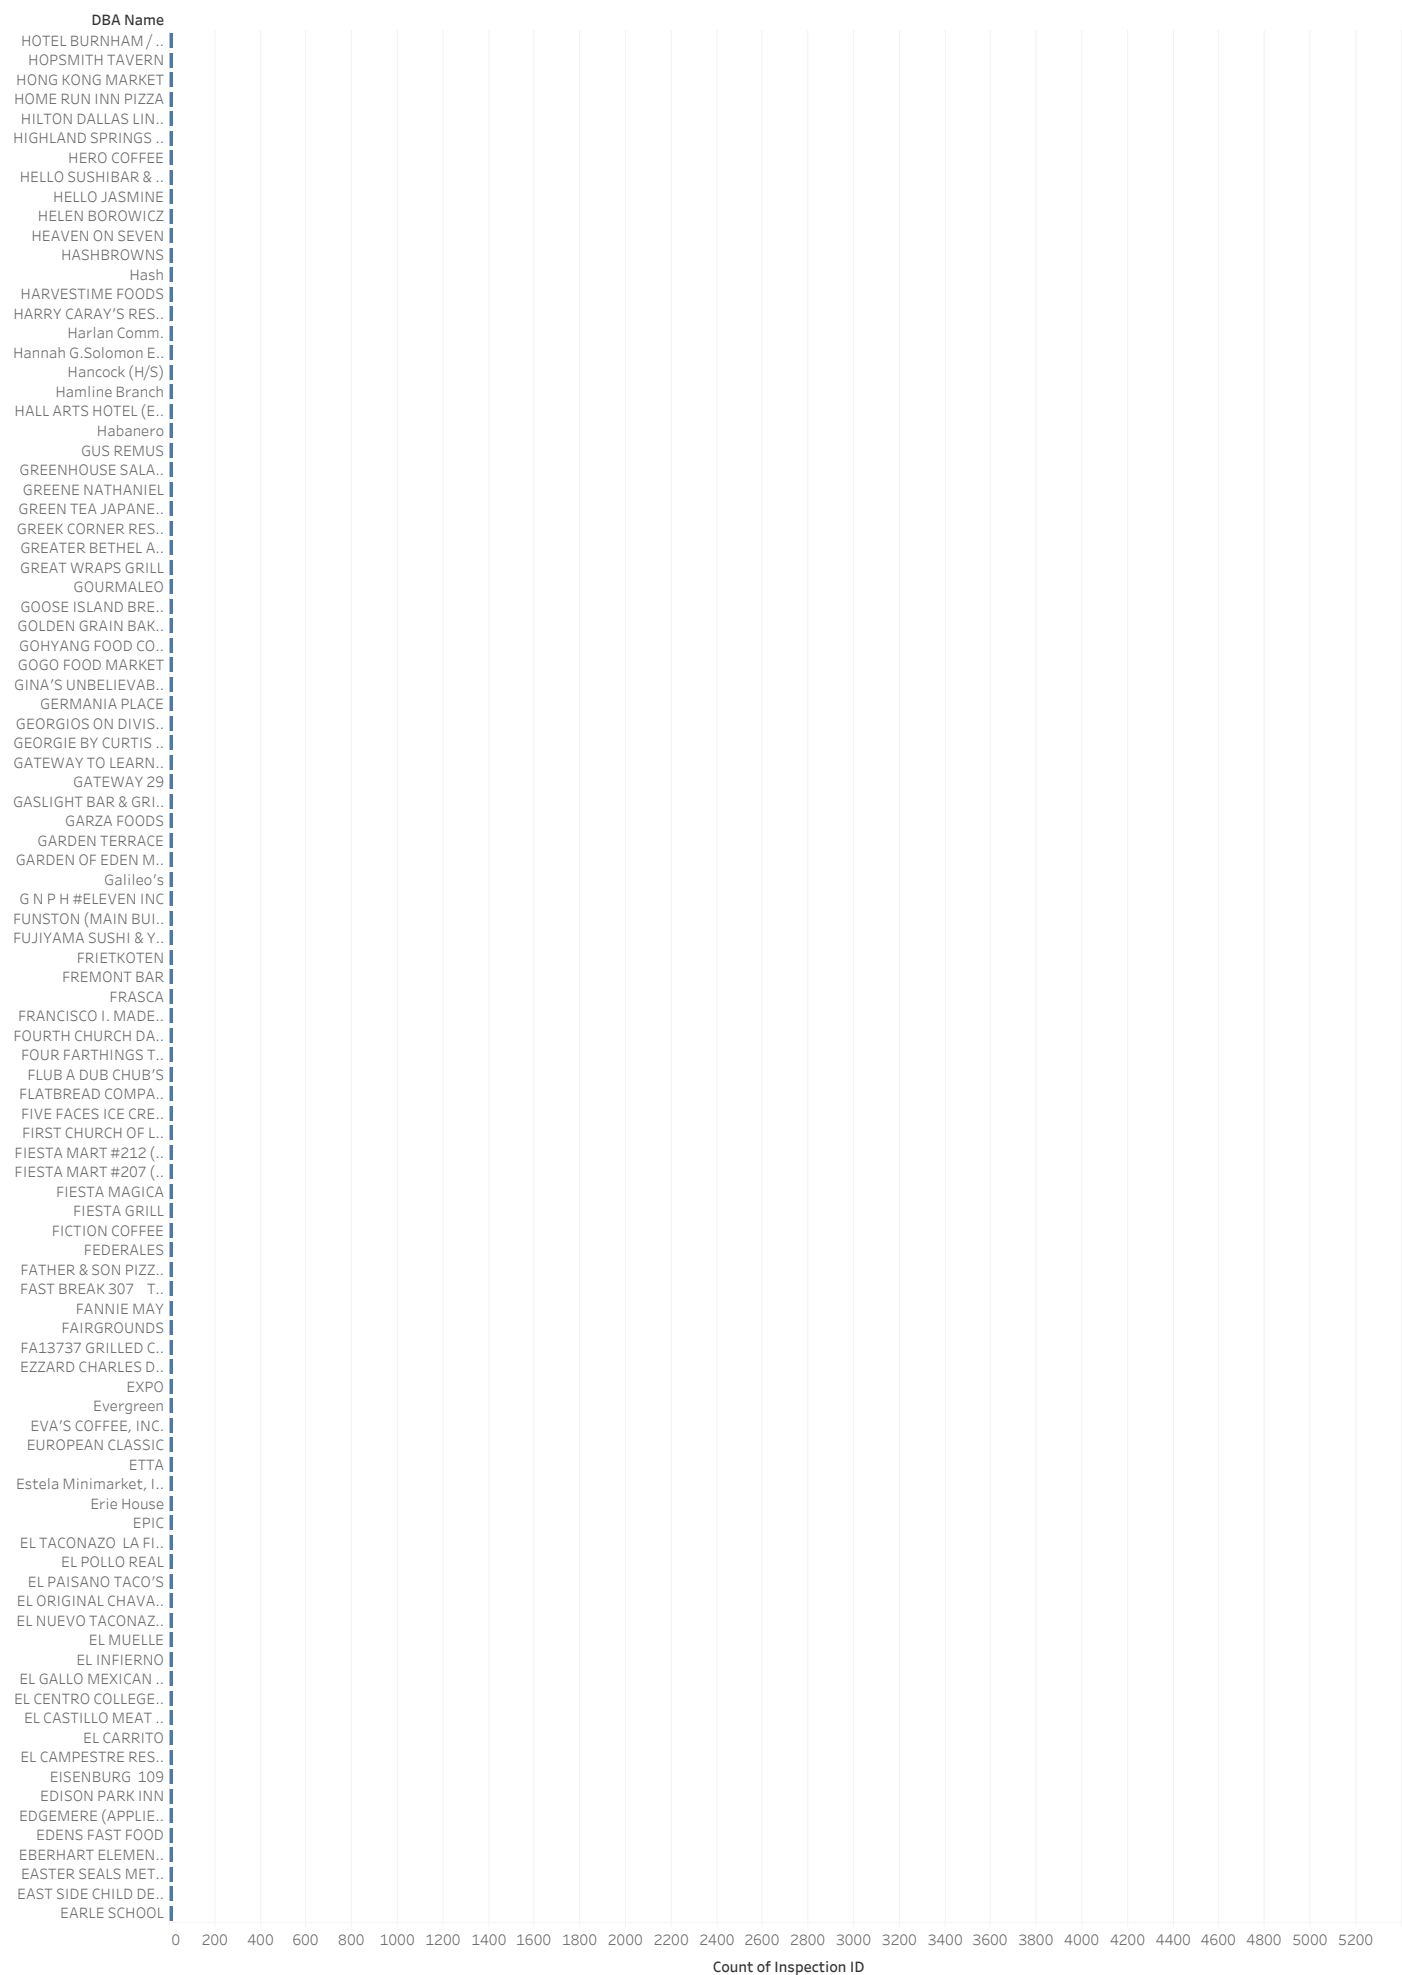 DBA Name
HOTEL BURNHAM / ..
HOPSMITH TAVERN
HONG KONG MARKET
HOME RUN INN PIZZA
HILTON DALLAS LIN..
HIGHLAND SPRINGS ..
HERO COFFEE
HELLO SUSHIBAR & ..
HELLO JASMINE
HELEN BOROWICZ
HEAVEN ON SEVEN
HASHBROWNS
Hash
HARVESTIME FOODS
HARRY CARAY'S RES..
Harlan Comm.
Hannah G.Solomon E..
Hancock (H/S)
Hamline Branch
HALL ARTS HOTEL (E..
Habanero
GUS REMUS
GREENHOUSE SALA..
GREENE NATHANIEL
GREEN TEA JAPANE..
GREEK CORNER RES..
GREATER BETHEL A..
GREAT WRAPS GRILL
GOURMALEO
GOOSE ISLAND BRE..
GOLDEN GRAIN BAK..
GOHYANG FOOD CO..
GOGO FOOD MARKET
GINA'S UNBELIEVAB..
GERMANIA PLACE
GEORGIOS ON DIVIS..
GEORGIE BY CURTIS ..
GATEWAY TO LEARN..
GATEWAY 29
GASLIGHT BAR & GRI..
GARZA FOODS
GARDEN TERRACE
GARDEN OF EDEN M..
Galileo's
G N P H #ELEVEN INC
FUNSTON (MAIN BUI..
FUJIYAMA SUSHI & Y..
FRIETKOTEN
FREMONT BAR
FRASCA
FRANCISCO I. MADE..
FOURTH CHURCH DA..
FOUR FARTHINGS T..
FLUB A DUB CHUB'S
FLATBREAD COMPA..
FIVE FACES ICE CRE..
FIRST CHURCH OF L..
FIESTA MART #212 (..
FIESTA MART #207 (..
FIESTA MAGICA
FIESTA GRILL
FICTION COFFEE
FEDERALES
FATHER & SON PIZZ..
FAST BREAK 307    T..
FANNIE MAY
FAIRGROUNDS
FA13737 GRILLED C..
EZZARD CHARLES D..
EXPO
Evergreen
EVA'S COFFEE, INC.
EUROPEAN CLASSIC
ETTA
Estela Minimarket, I..
Erie House
EPIC
EL TACONAZO  LA FI..
EL POLLO REAL
EL PAISANO TACO'S
EL ORIGINAL CHAVA..
EL NUEVO TACONAZ..
EL MUELLE
EL INFIERNO
EL GALLO MEXICAN ..
EL CENTRO COLLEGE..
EL CASTILLO MEAT ..
EL CARRITO
EL CAMPESTRE RES..
EISENBURG  109
EDISON PARK INN
EDGEMERE (APPLIE..
EDENS FAST FOOD
EBERHART ELEMEN..
EASTER SEALS MET..
EAST SIDE CHILD DE..
EARLE SCHOOL
0 200 400 600 800 1000 1200 1400 1600 1800 2000 2200 2400 2600 2800 3000 3200 3400 3600 3800 4000 4200 4400 4600 4800 5000 5200
Count of Inspection ID